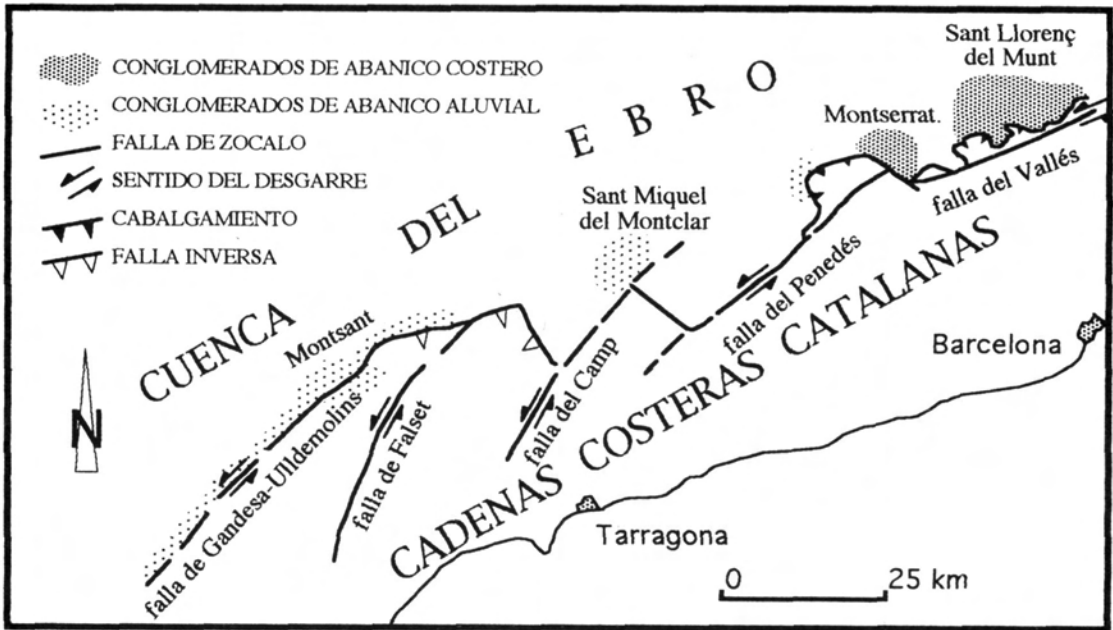 CONGLOMERADOS DE ABANICO COSTERO
CONGLOMERADOS DE ABANICO ALUVIAL
FALLA DE ZOCALO
SENTIDO DEL DESGARRE
CABALGAMIENTO
FALLA INVERSA
Sant Llorenç
del Munt
Montserrat.
Sant Miquel
del Montclar
Montsant
CUENCA DEL EBRO
falla del Vallés
falla del Penedés
falla del Camp
falla de Falset
falla de Gandesa-Ulldemolins
CADENAS COSTERAS CATALANAS
Barcelona
Tarragona
N
0 25 km